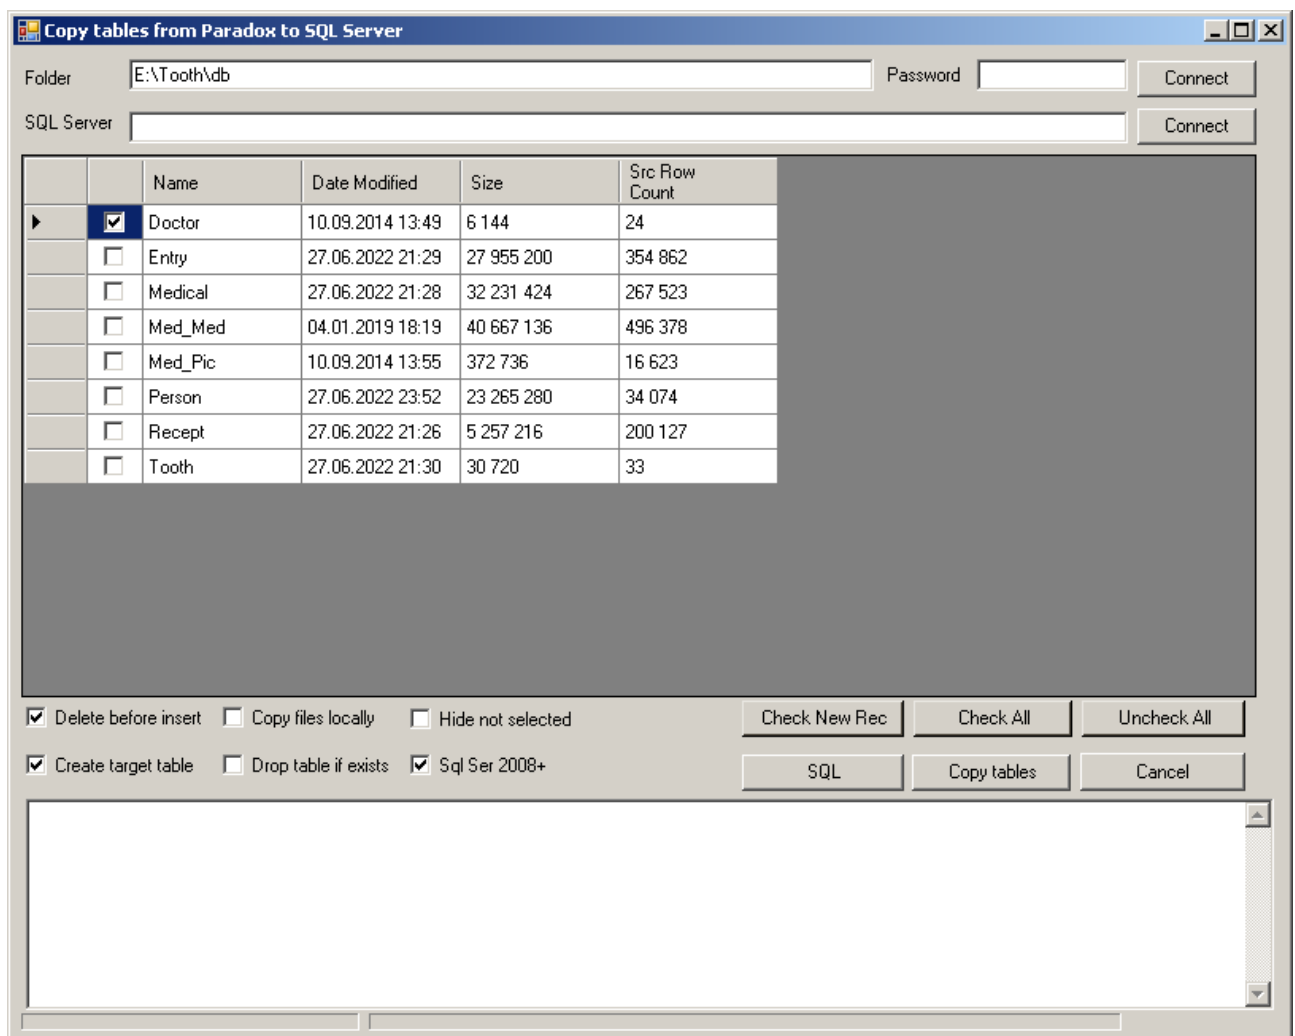 Copy tables from Paradox to SQL Server
Folder E:\Tooth\db Password Connect
SQL Server Connect
Name Date Modified Size Src Row Count
Doctor 10.09.2014 13:49 6 144 24
Entry 27.06.2022 21:29 27 955 200 354 862
Medical 27.06.2022 21:28 32 231 424 267 523
Med_Med 04.01.2019 18:19 40 667 136 496 378
Med_Pic 10.09.2014 13:55 372 736 16 623
Person 27.06.2022 23:52 23 265 280 34 074
Recept 27.06.2022 21:26 5 257 216 200 127
Tooth 27.06.2022 21:30 30 720 33
Delete before insert Copy files locally Hide not selected Check New Rec Check All Uncheck All
Create target table Drop table if exists Sql Ser 2008+ SQL Copy tables Cancel